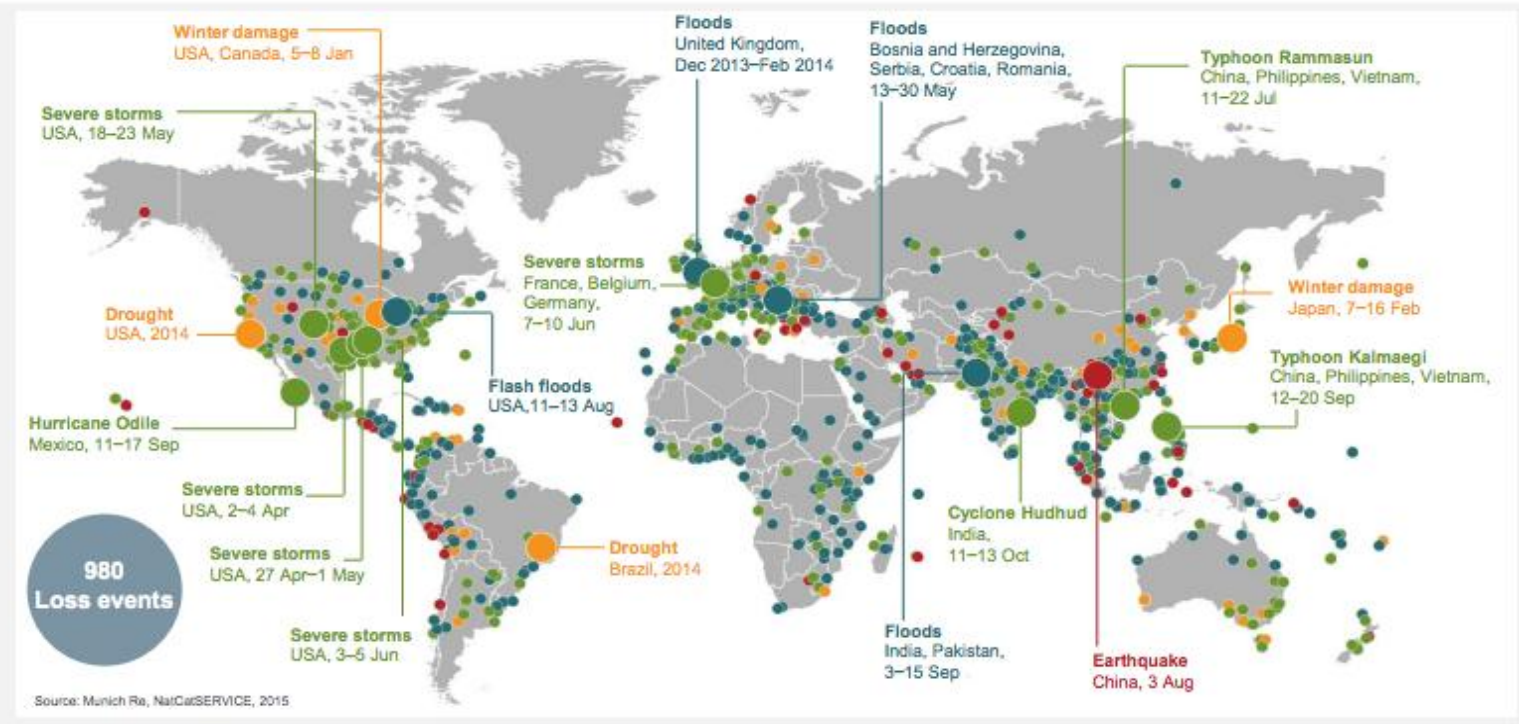 Winter damage
USA, Canada, 5–8 Jan
Floods
United Kingdom,
Dec 2013–Feb 2014
Floods
Bosnia and Herzegovina,
Serbia, Croatia, Romania,
13–30 May
Typhoon Rammasun
China, Philippines, Vietnam,
11–22 Jul
Severe storms
USA, 18–23 May
Severe storms
France, Belgium,
Germany,
7–10 Jun
Winter damage
Japan, 7–16 Feb
Drought
USA, 2014
Typhoon Kalmaegi
China, Philippines, Vietnam,
12–20 Sep
Flash floods
USA,11–13 Aug
Hurricane Odile
Mexico, 11–17 Sep
Severe storms
USA, 2–4 Apr
Cyclone Hudhud
India,
11–13 Oct
Severe storms
USA, 27 Apr–1 May
Drought
Brazil, 2014
980
Loss events
Severe storms
USA, 3–5 Jun
Floods
India, Pakistan,
3–15 Sep
Earthquake
China, 3 Aug
Source: Munich Re, NatCatSERVICE, 2015